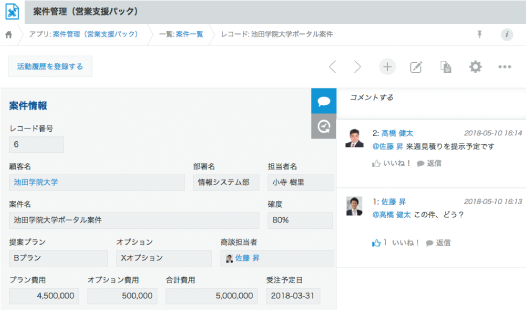 案件管理（営業支援パック）
アプリ: 案件管理（営業支援パック） 一覧: 案件一覧 レコード: 池田学院大学ポータル案件
活動履歴を登録する
案件情報
レコード番号
6
顧客名 部署名 担当者名
池田学院大学 情報システム部 小寺 樹里
案件名 確度
池田学院大学ポータル案件 80%
提案プラン オプション 商談担当者
Bプラン Xオプション 佐藤 昇
プラン費用 オプション費用 合計費用 受注予定日
4,500,000 500,000 5,000,000 2018-03-31
コメントする
2: 高橋 健太 2018-05-10 16:14
@佐藤 昇 来週見積りを提示予定です
いいね! 返信
1: 佐藤 昇 2018-05-10 16:13
@高橋 健太 この件、どう？
1 いいね! 返信